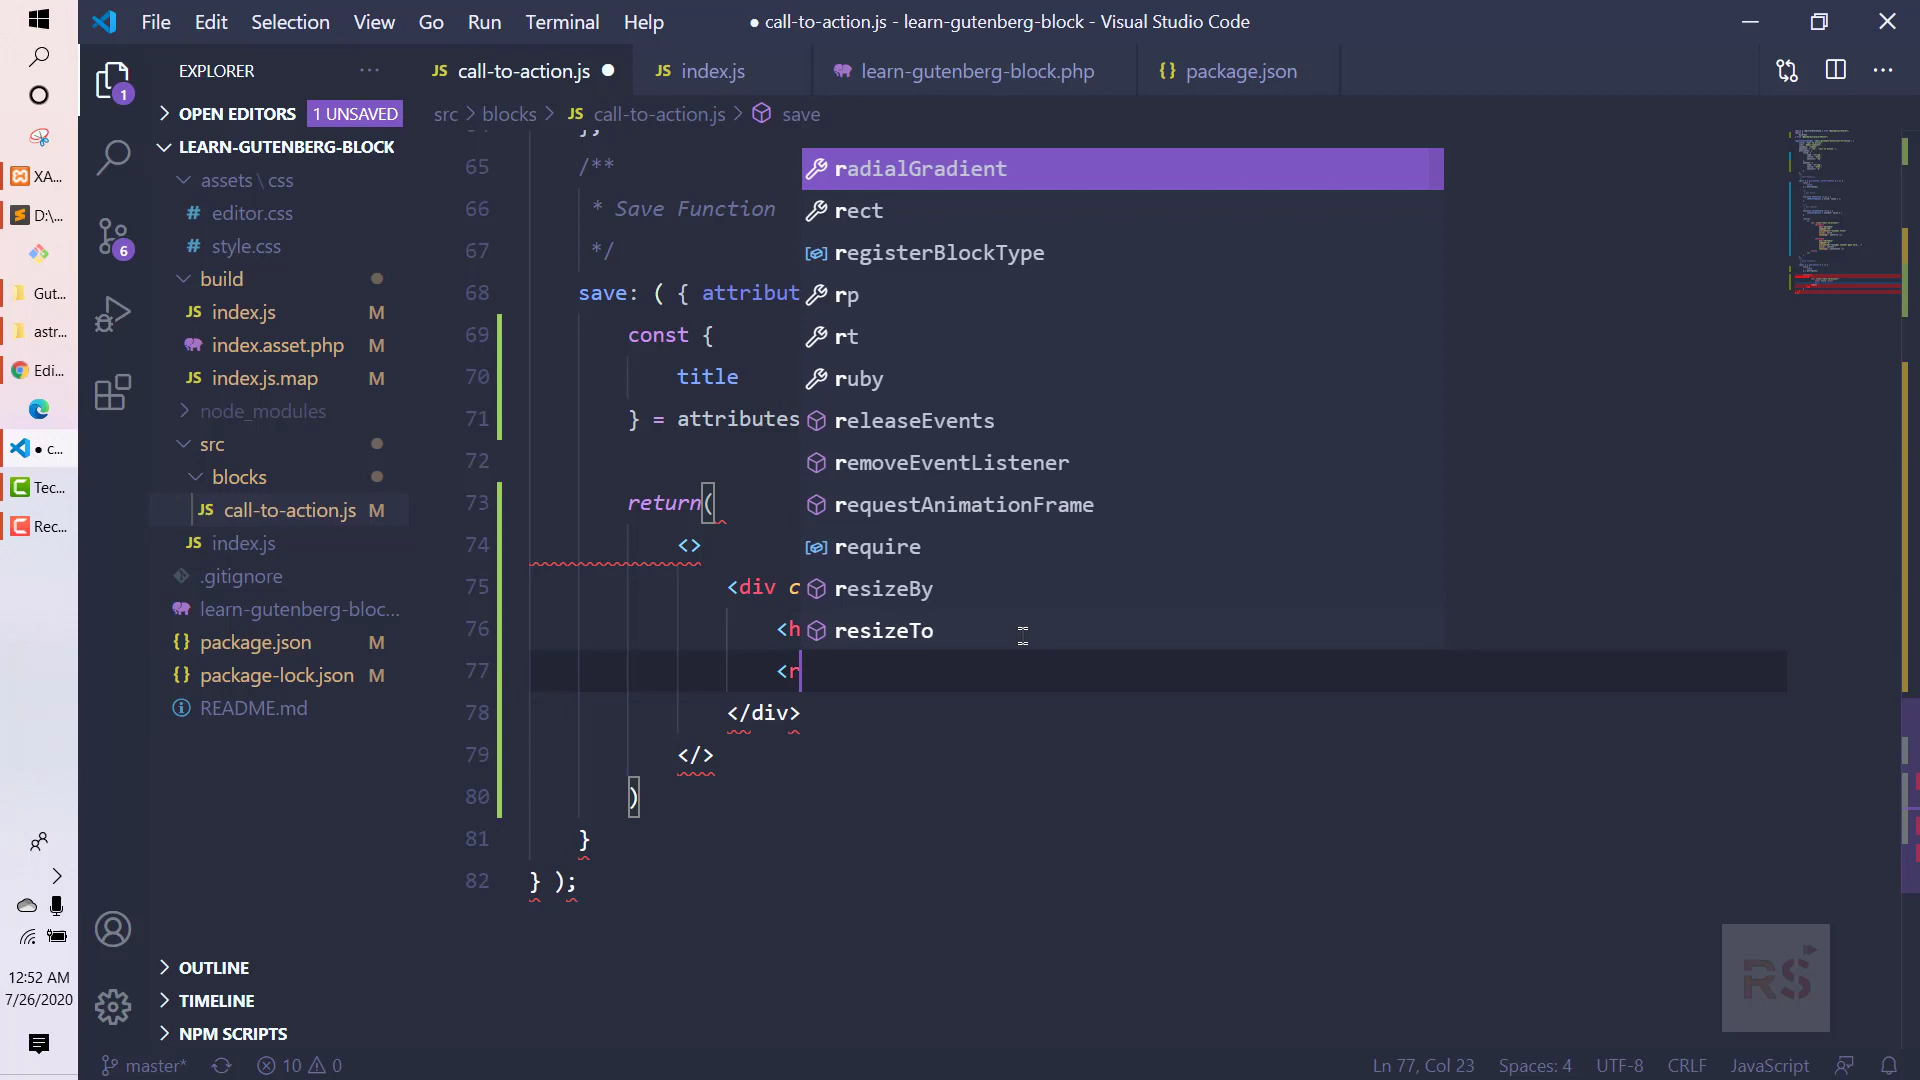 File Edit Selection View Go Run Terminal Help
● call-to-action.js - learn-gutenberg-block - Visual Studio Code
EXPLORER ...
JS call-to-action.js ●
JS index.js
learn-gutenberg-block.php
{} package.json
OPEN EDITORS 1 UNSAVED
src > blocks > JS call-to-action.js > save
LEARN-GUTENBERG-BLOCK
assets \ css
# editor.css
# style.css
build
JS index.js M
index.asset.php M
JS index.js.map M
node_modules
src
blocks
JS call-to-action.js M
JS index.js
.gitignore
learn-gutenberg-bloc...
{} package.json M
{} package-lock.json M
README.md
OUTLINE
TIMELINE
NPM SCRIPTS
1
6
XA...
D:\...
Gut...
astr...
Edi...
● c...
Tec...
Rec...
12:52 AM
7/26/2020
65 /**
66 * Save Function
67 */
68 save: ( { attribut
69 const {
70 title
71 } = attributes
72
73 return(
74 <>
75 <div c
76 <h
77 <r
78 </div>
79 </>
80 )
81 }
82 } );
radialGradient
rect
registerBlockType
rp
rt
ruby
releaseEvents
removeEventListener
requestAnimationFrame
require
resizeBy
resizeTo
RS
master* 10 0
Ln 77, Col 23 Spaces: 4 UTF-8 CRLF JavaScript